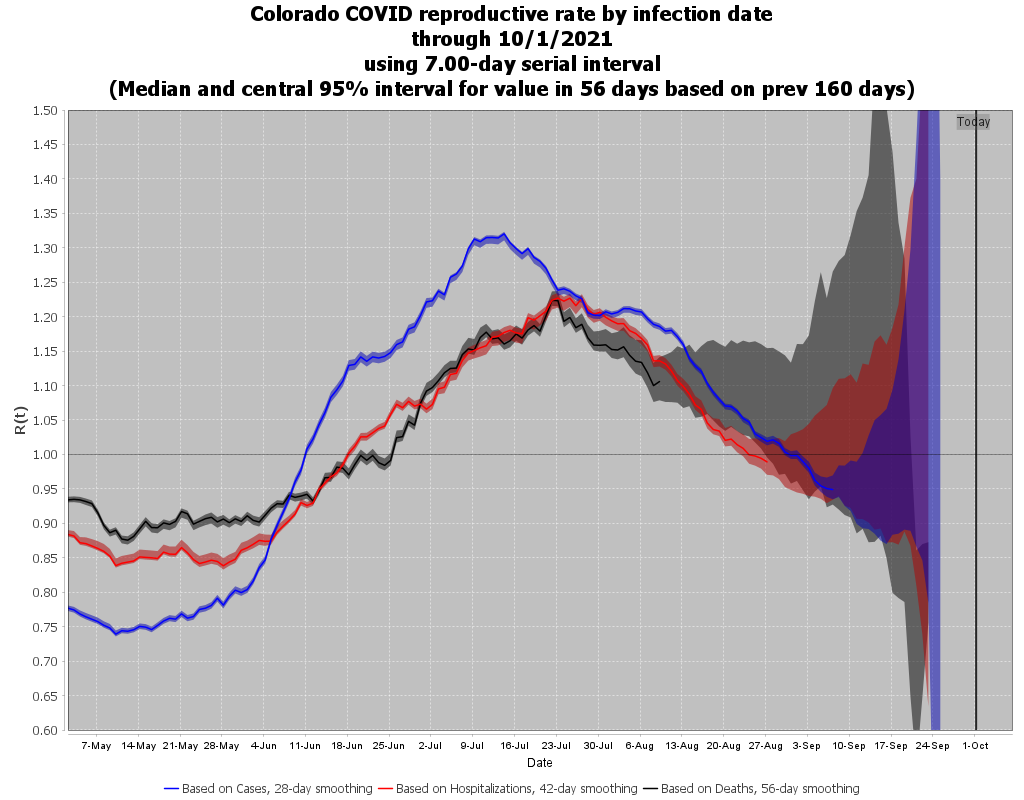 Colorado COVID reproductive rate by infection date
through 10/1/2021
using 7.00-day serial interval
(Median and central 95% interval for value in 56 days based on prev 160 days)
Today
R(t)
1.50
1.45
1.40
1.35
1.30
1.25
1.20
1.15
1.10
1.05
1.00
0.95
0.90
0.85
0.80
0.75
0.70
0.65
0.60
7-May 14-May 21-May 28-May 4-Jun 11-Jun 18-Jun 25-Jun 2-Jul 9-Jul 16-Jul 23-Jul 30-Jul 6-Aug 13-Aug 20-Aug 27-Aug 3-Sep 10-Sep 17-Sep 24-Sep 1-Oct
Date
Based on Cases, 28-day smoothing Based on Hospitalizations, 42-day smoothing Based on Deaths, 56-day smoothing